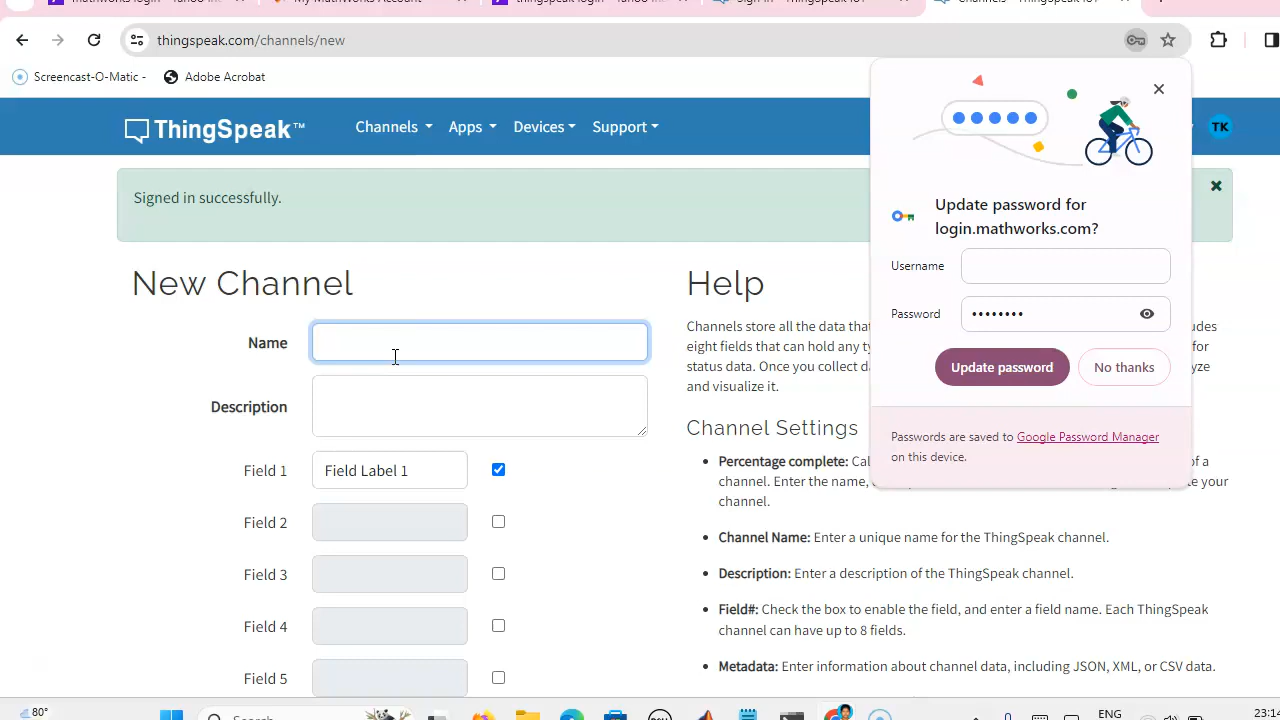 thingspeak.com/channels/new
Screencast-O-Matic -
Adobe Acrobat
ThingSpeak™
Channels
Apps
Devices
Support
TK
Signed in successfully.
New Channel
Name
Description
Field 1
Field Label 1
Field 2
Field 3
Field 4
Field 5
Help
Channels store all the data that
udes
eight fields that can hold any
for
status data. Once you collect
yze
and visualize it.
Channel Settings
Percentage complete:
of a
channel. Enter the name,
your
channel.
Channel Name: Enter a unique name for the ThingSpeak channel.
Description: Enter a description of the ThingSpeak channel.
Field#: Check the box to enable the field, and enter a field name. Each ThingSpeak
channel can have up to 8 fields.
Metadata: Enter information about channel data, including JSON, XML, or CSV data.
Update password for
login.mathworks.com?
Username
Password
Update password
No thanks
Passwords are saved to Google Password Manager
on this device.
80°
ENG